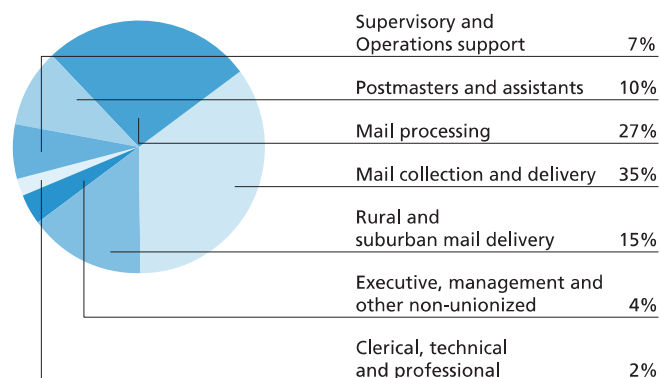 Supervisory and
Operations support 7%
Postmasters and assistants 10%
Mail processing 27%
Mail collection and delivery 35%
Rural and
suburban mail delivery 15%
Executive, management and
other non-unionized 4%
Clerical, technical
and professional 2%